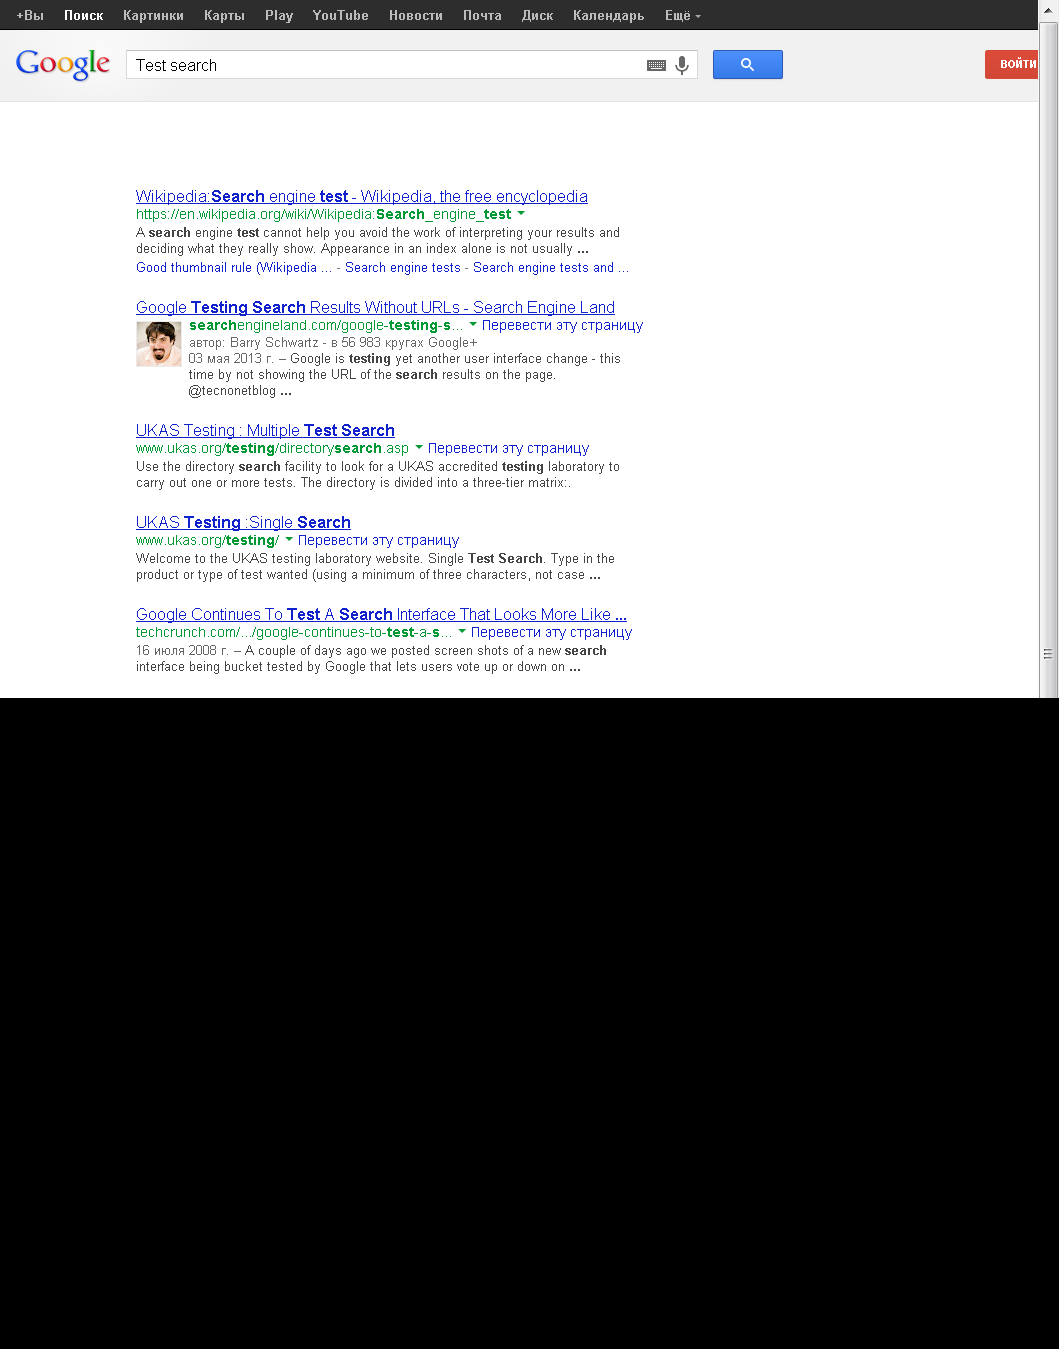 +Вы Поиск Картинки Карты Play YouTube Новости Почта Диск Календарь Ещё
Google Test search ВОЙТИ
Wikipedia:Search engine test - Wikipedia, the free encyclopedia
https://en.wikipedia.org/wiki/Wikipedia:Search_engine_test
A search engine test cannot help you avoid the work of interpreting your results and
deciding what they really show. Appearance in an index alone is not usually ...
Good thumbnail rule (Wikipedia ... - Search engine tests - Search engine tests and ...
Google Testing Search Results Without URLs - Search Engine Land
searchengineland.com/google-testing-s... Перевести эту страницу
автор: Barry Schwartz - в 56 983 кругах Google+
03 мая 2013 г. – Google is testing yet another user interface change - this
time by not showing the URL of the search results on the page.
@tecnonetblog ...
UKAS Testing : Multiple Test Search
www.ukas.org/testing/directorysearch.asp Перевести эту страницу
Use the directory search facility to look for a UKAS accredited testing laboratory to
carry out one or more tests. The directory is divided into a three-tier matrix:.
UKAS Testing :Single Search
www.ukas.org/testing/ Перевести эту страницу
Welcome to the UKAS testing laboratory website. Single Test Search. Type in the
product or type of test wanted (using a minimum of three characters, not case ...
Google Continues To Test A Search Interface That Looks More Like ...
techcrunch.com/.../google-continues-to-test-a-s... Перевести эту страницу
16 июля 2008 г. – A couple of days ago we posted screen shots of a new search
interface being bucket tested by Google that lets users vote up or down on ...